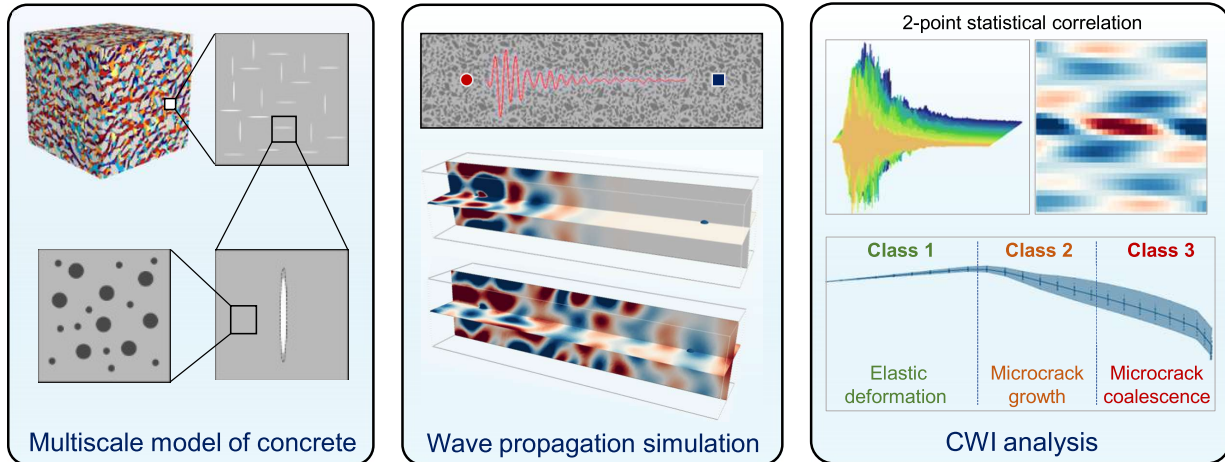 2-point statistical correlation
Class 1
Class 2
Class 3
Elastic
deformation
Microcrack
growth
Microcrack
coalescence
Multiscale model of concrete
Wave propagation simulation
CWI analysis